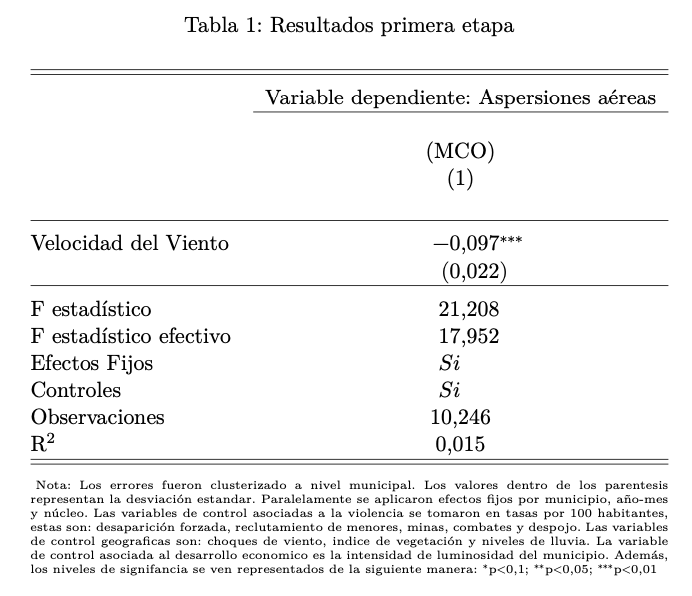 Tabla 1: Resultados primera etapa
Variable dependiente: Aspersiones aéreas
(MCO)
(1)
Velocidad del Viento −0,097***
(0,022)
F estadístico 21,208
F estadístico efectivo 17,952
Efectos Fijos Si
Controles Si
Observaciones 10,246
R² 0,015
Nota: Los errores fueron clusterizado a nivel municipal. Los valores dentro de los parentesis
representan la desviación estandar. Paralelamente se aplicaron efectos fijos por municipio, año-mes
y núcleo. Las variables de control asociadas a la violencia se tomaron en tasas por 100 habitantes,
estas son: desaparición forzada, reclutamiento de menores, minas, combates y despojo. Las variables
de control geograficas son: choques de viento, indice de vegetación y niveles de lluvia. La variable
de control asociada al desarrollo economico es la intensidad de luminosidad del municipio. Además,
los niveles de signifancia se ven representados de la siguiente manera: *p<0,1; **p<0,05; ***p<0,01